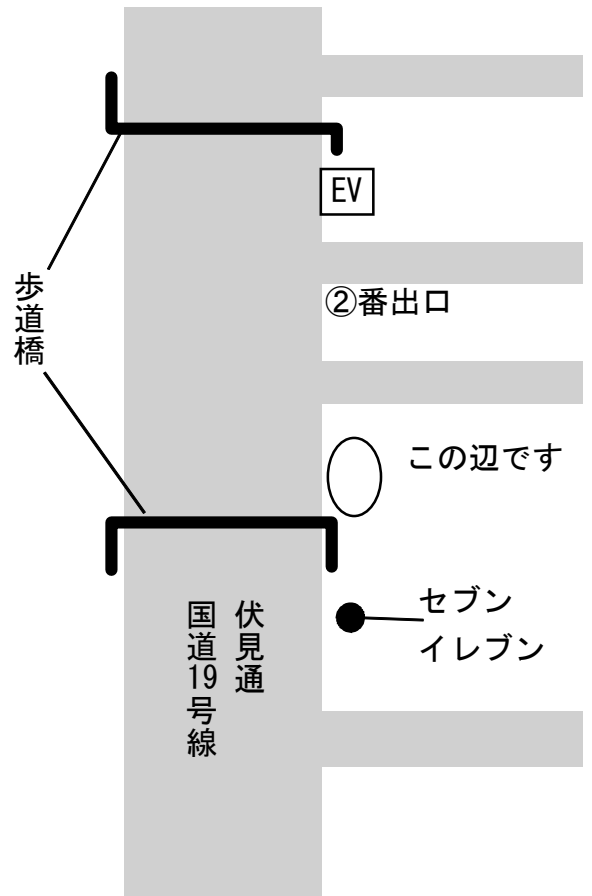 EV
②番出口
歩道橋
この辺です
セブン
イレブン
伏見通
国道19号線